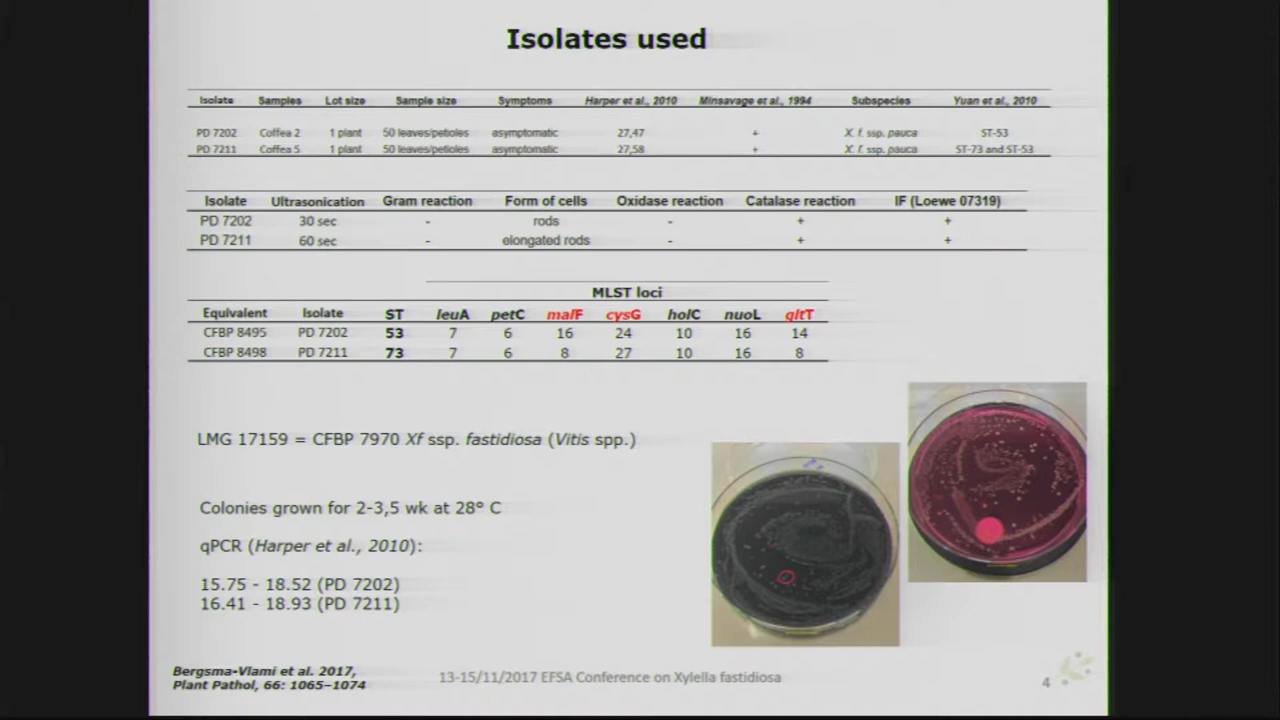 Isolates used
Isolate Samples Lot size Sample size Symptoms Harper et al., 2010 Minsavage et al., 1994 Subspecies Yuan et al., 2010
PD 7202 Coffea 2 1 plant 50 leaves/petioles asymptomatic 27,47 + X. f. ssp. pauca ST-53
PD 7211 Coffea 5 1 plant 50 leaves/petioles asymptomatic 27,58 + X. f. ssp. pauca ST-73 and ST-53
Isolate Ultrasonication Gram reaction Form of cells Oxidase reaction Catalase reaction IF (Loewe 07319)
PD 7202 30 sec - rods - + +
PD 7211 60 sec - elongated rods - + +
MLST loci
Equivalent Isolate ST leuA petC malF cysG holC nuoL gltT
CFBP 8495 PD 7202 53 7 6 16 24 10 16 14
CFBP 8498 PD 7211 73 7 6 8 27 10 16 8
LMG 17159 = CFBP 7970 Xf ssp. fastidiosa (Vitis spp.)
Colonies grown for 2-3,5 wk at 28° C
qPCR (Harper et al., 2010):
15.75 - 18.52 (PD 7202)
16.41 - 18.93 (PD 7211)
Bergsma-Vlami et al. 2017,
Plant Pathol, 66: 1065–1074
13-15/11/2017 EFSA Conference on Xylella fastidiosa
4